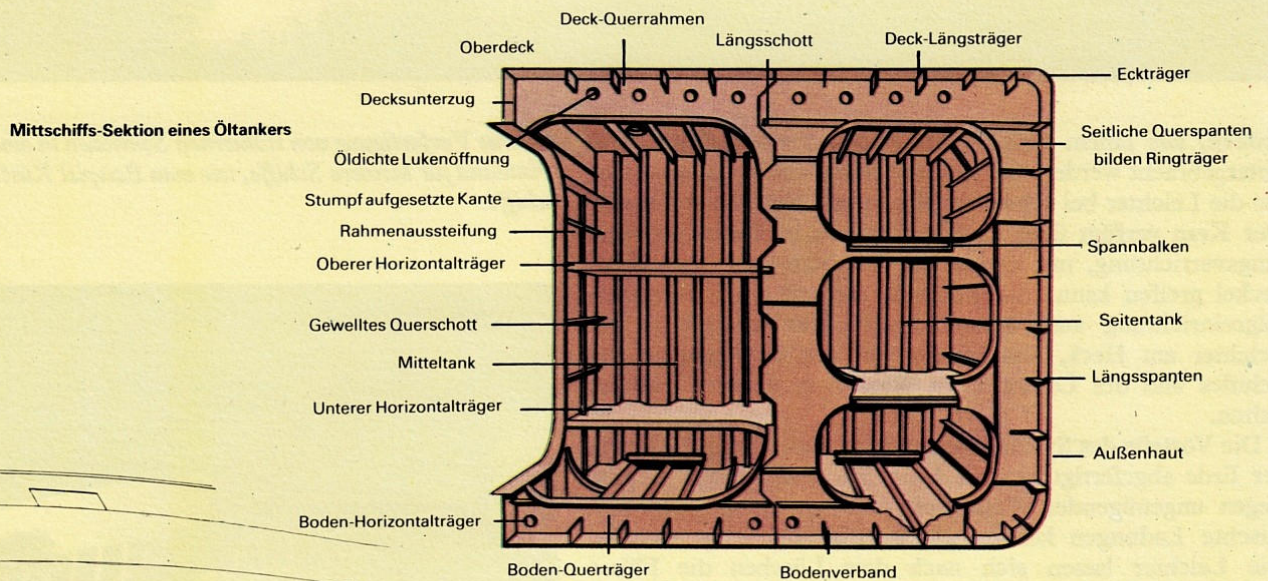 Mittschiffs-Sektion eines Öltankers
Deck-Querrahmen
Oberdeck
Längsschott
Deck-Längsträger
Eckträger
Decksunterzug
Öldichte Lukenöffnung
Seitliche Querspanten
bilden Ringträger
Stumpf aufgesetzte Kante
Rahmenaussteifung
Spannbalken
Oberer Horizontalträger
Gewelltes Querschott
Seitentank
Mitteltank
Längsspanten
Unterer Horizontalträger
Außenhaut
Boden-Horizontalträger
Boden-Querträger
Bodenverband